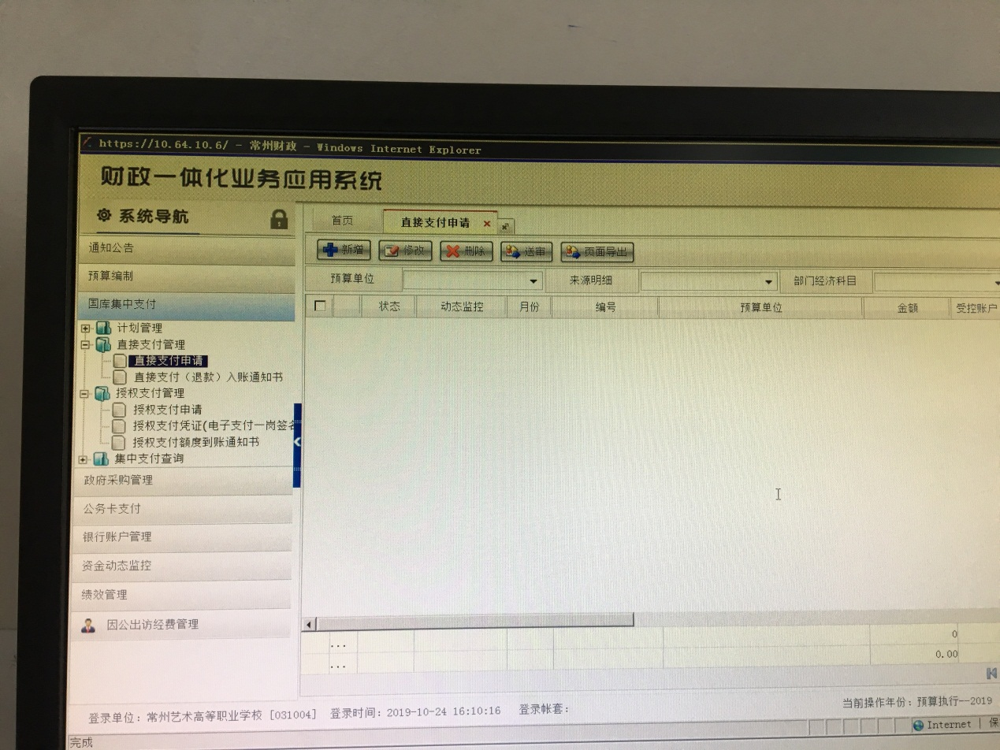 https://10.64.10.6/ - 常州财政 - Windows Internet Explorer
财政一体化业务应用系统
系统导航
首页 直接支付申请
通知公告
新增 修改 删除 送审 页面导出
预算编制
预算单位 来源明细 部门经济科目
国库集中支付
状态 动态监控 月份 编号 预算单位 金额 受控账户
计划管理
直接支付管理
直接支付申请
直接支付（退款）入账通知书
授权支付管理
授权支付申请
授权支付凭证(电子支付一岗签名
授权支付额度到账通知书
集中支付查询
政府采购管理
公务卡支付
银行账户管理
资金动态监控
绩效管理
因公出访经费管理
... 0
... 0.00
登录单位：常州艺术高等职业学校 [031004] 登录时间：2019-10-24 16:10:16 登录帐套： 当前操作年份：预算执行--2019
完成 Internet | 保